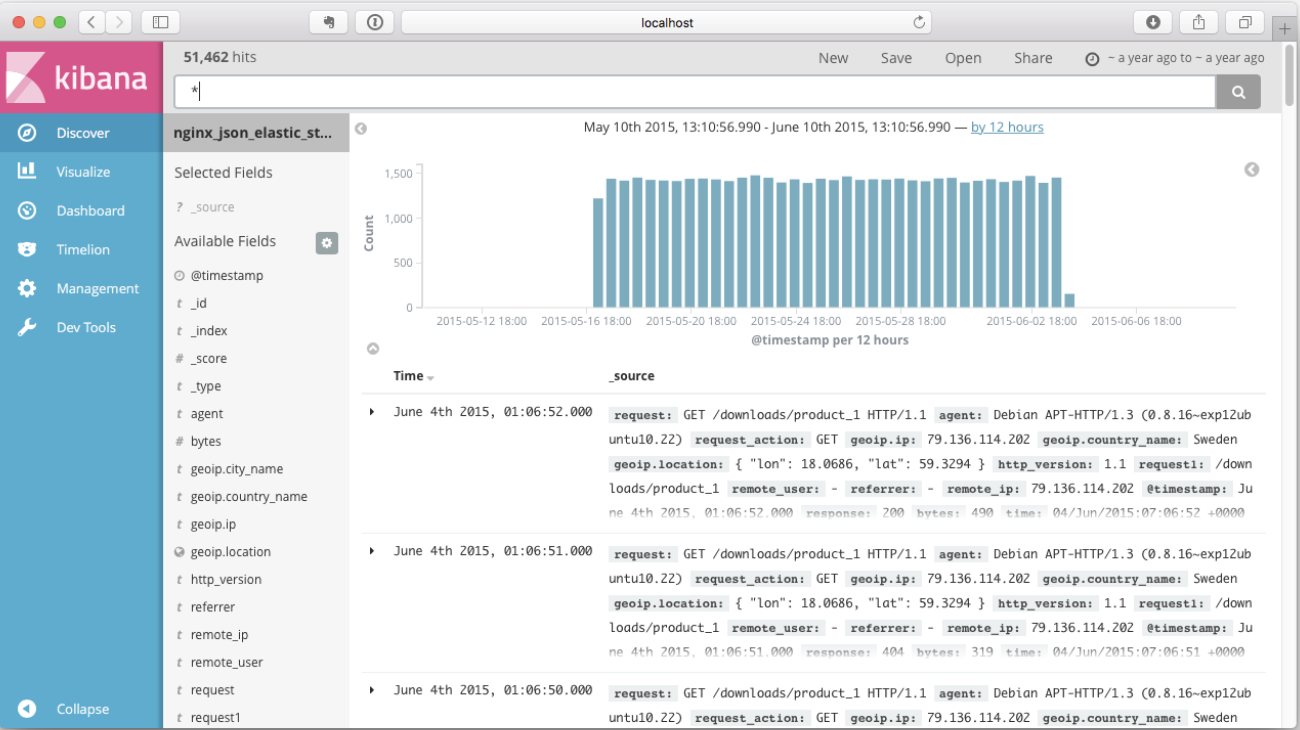 localhost
kibana
Discover
Visualize
Dashboard
Timelion
Management
Dev Tools
Collapse
51,462 hits
New Save Open Share ~ a year ago to ~ a year ago
*
nginx_json_elastic_st...
Selected Fields
? _source
Available Fields
@timestamp
t _id
t _index
# _score
t _type
t agent
# bytes
t geoip.city_name
t geoip.country_name
t geoip.ip
geoip.location
t http_version
t referrer
t remote_ip
t remote_user
t request
t request1
May 10th 2015, 13:10:56.990 - June 10th 2015, 13:10:56.990 — by 12 hours
Count
1,500
1,000
500
0
2015-05-12 18:00 2015-05-16 18:00 2015-05-20 18:00 2015-05-24 18:00 2015-05-28 18:00 2015-06-02 18:00 2015-06-06 18:00
@timestamp per 12 hours
Time _source
June 4th 2015, 01:06:52.000 request: GET /downloads/product_1 HTTP/1.1 agent: Debian APT-HTTP/1.3 (0.8.16~exp12ub
untu10.22) request_action: GET geoip.ip: 79.136.114.202 geoip.country_name: Sweden
geoip.location: { "lon": 18.0686, "lat": 59.3294 } http_version: 1.1 request1: /down
loads/product_1 remote_user: - referrer: - remote_ip: 79.136.114.202 @timestamp: Ju
ne 4th 2015, 01:06:52.000 response: 200 bytes: 490 time: 04/Jun/2015:07:06:52 +0000
June 4th 2015, 01:06:51.000 request: GET /downloads/product_1 HTTP/1.1 agent: Debian APT-HTTP/1.3 (0.8.16~exp12ub
untu10.22) request_action: GET geoip.ip: 79.136.114.202 geoip.country_name: Sweden
geoip.location: { "lon": 18.0686, "lat": 59.3294 } http_version: 1.1 request1: /down
loads/product_1 remote_user: - referrer: - remote_ip: 79.136.114.202 @timestamp: Ju
ne 4th 2015, 01:06:51.000 response: 404 bytes: 319 time: 04/Jun/2015:07:06:51 +0000
June 4th 2015, 01:06:50.000 request: GET /downloads/product_1 HTTP/1.1 agent: Debian APT-HTTP/1.3 (0.8.16~exp12ub
untu10.22) request_action: GET geoip.ip: 79.136.114.202 geoip.country_name: Sweden